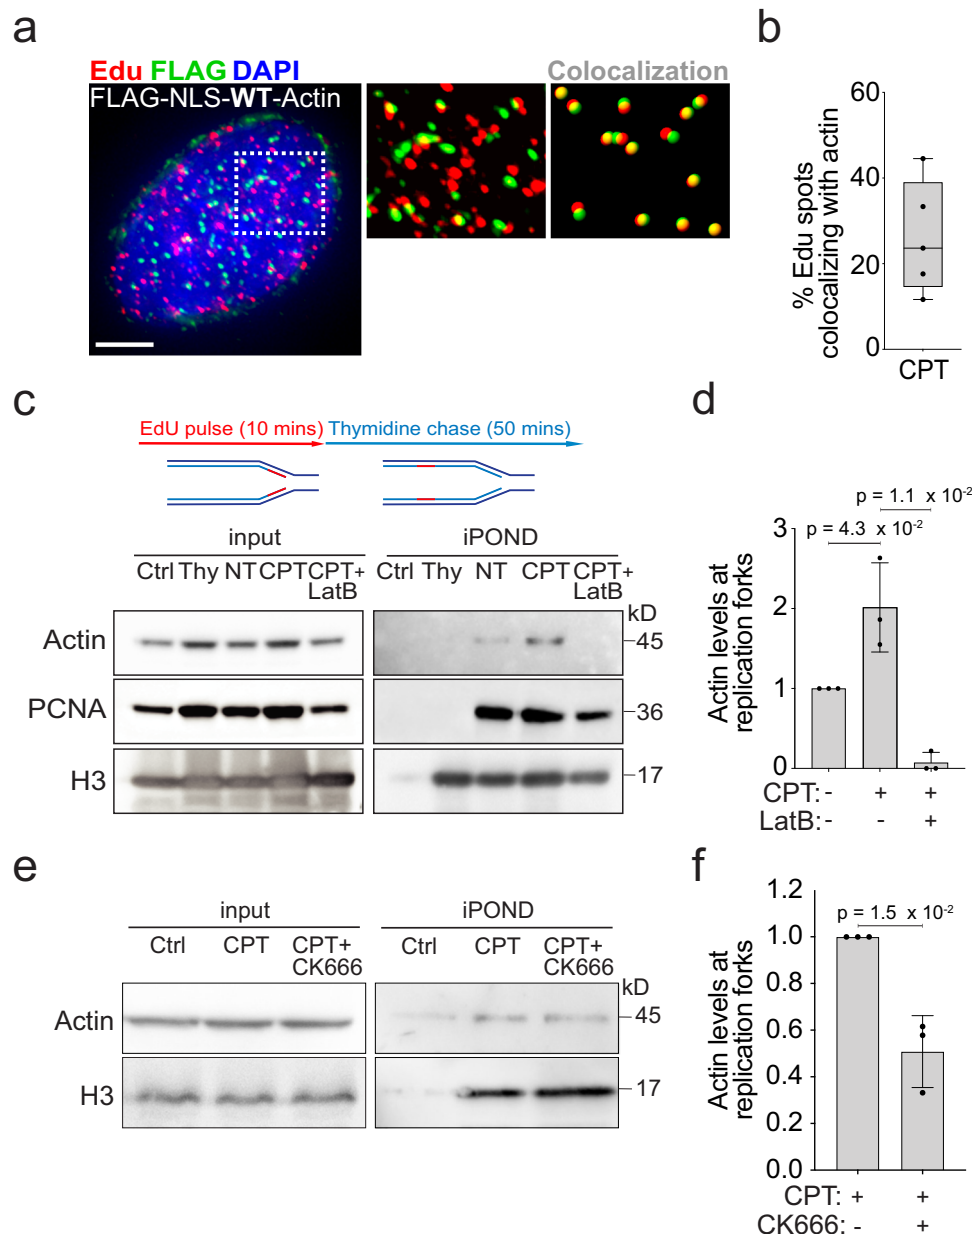 a
Edu FLAG DAPI
FLAG-NLS-WT-Actin
Colocalization
b
% Edu spots
colocalizing with actin
60
40
20
0
CPT
c
EdU pulse (10 mins) Thymidine chase (50 mins)
input
Ctrl Thy NT CPT CPT+
LatB
iPOND
Ctrl Thy NT CPT CPT+
LatB
kD
Actin
45
PCNA
36
H3
17
d
Actin levels at
replication forks
p = 1.1 x 10-2
p = 4.3 x 10-2
3
2
1
0
CPT: - + +
LatB: - - +
e
input
Ctrl CPT CPT+
CK666
iPOND
Ctrl CPT CPT+
CK666
kD
Actin
45
H3
17
f
Actin levels at
replication forks
p = 1.5 x 10-2
1.2
1.0
0.8
0.6
0.4
0.2
0.0
CPT: + +
CK666: - +